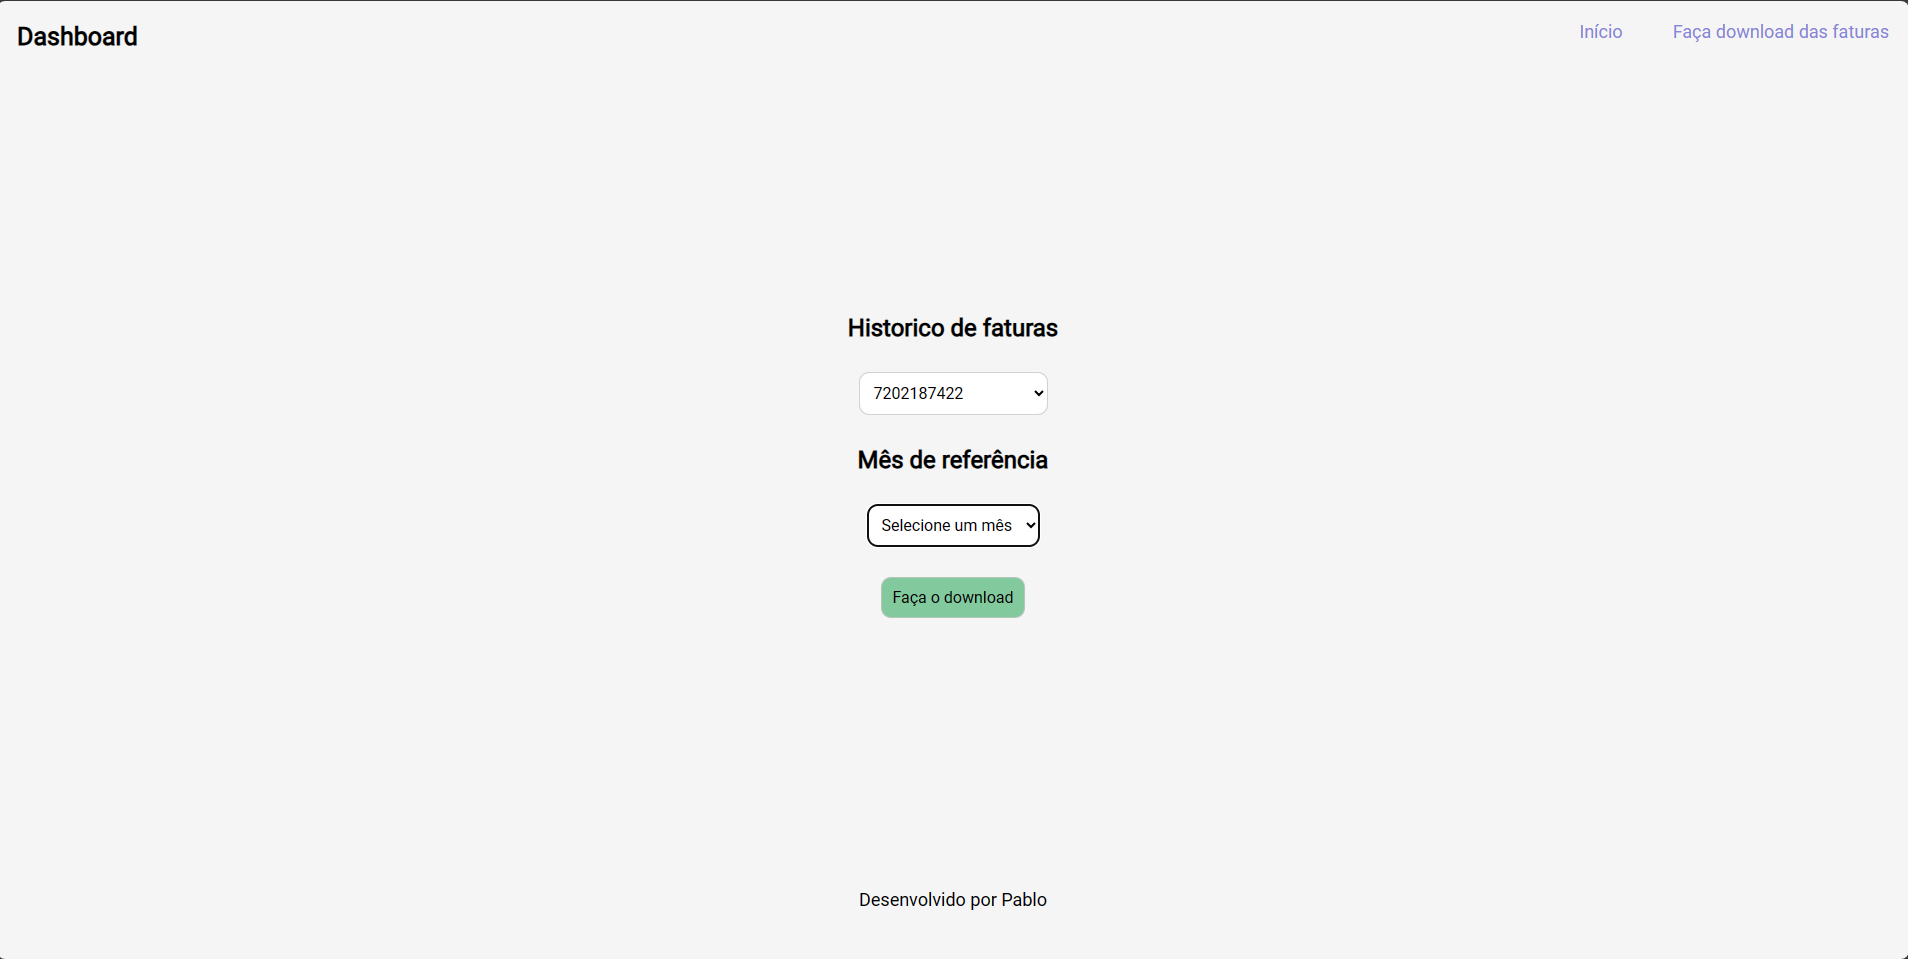 Dashboard
Início
Faça download das faturas
Historico de faturas
7202187422
Mês de referência
Selecione um mês
Faça o download
Desenvolvido por Pablo